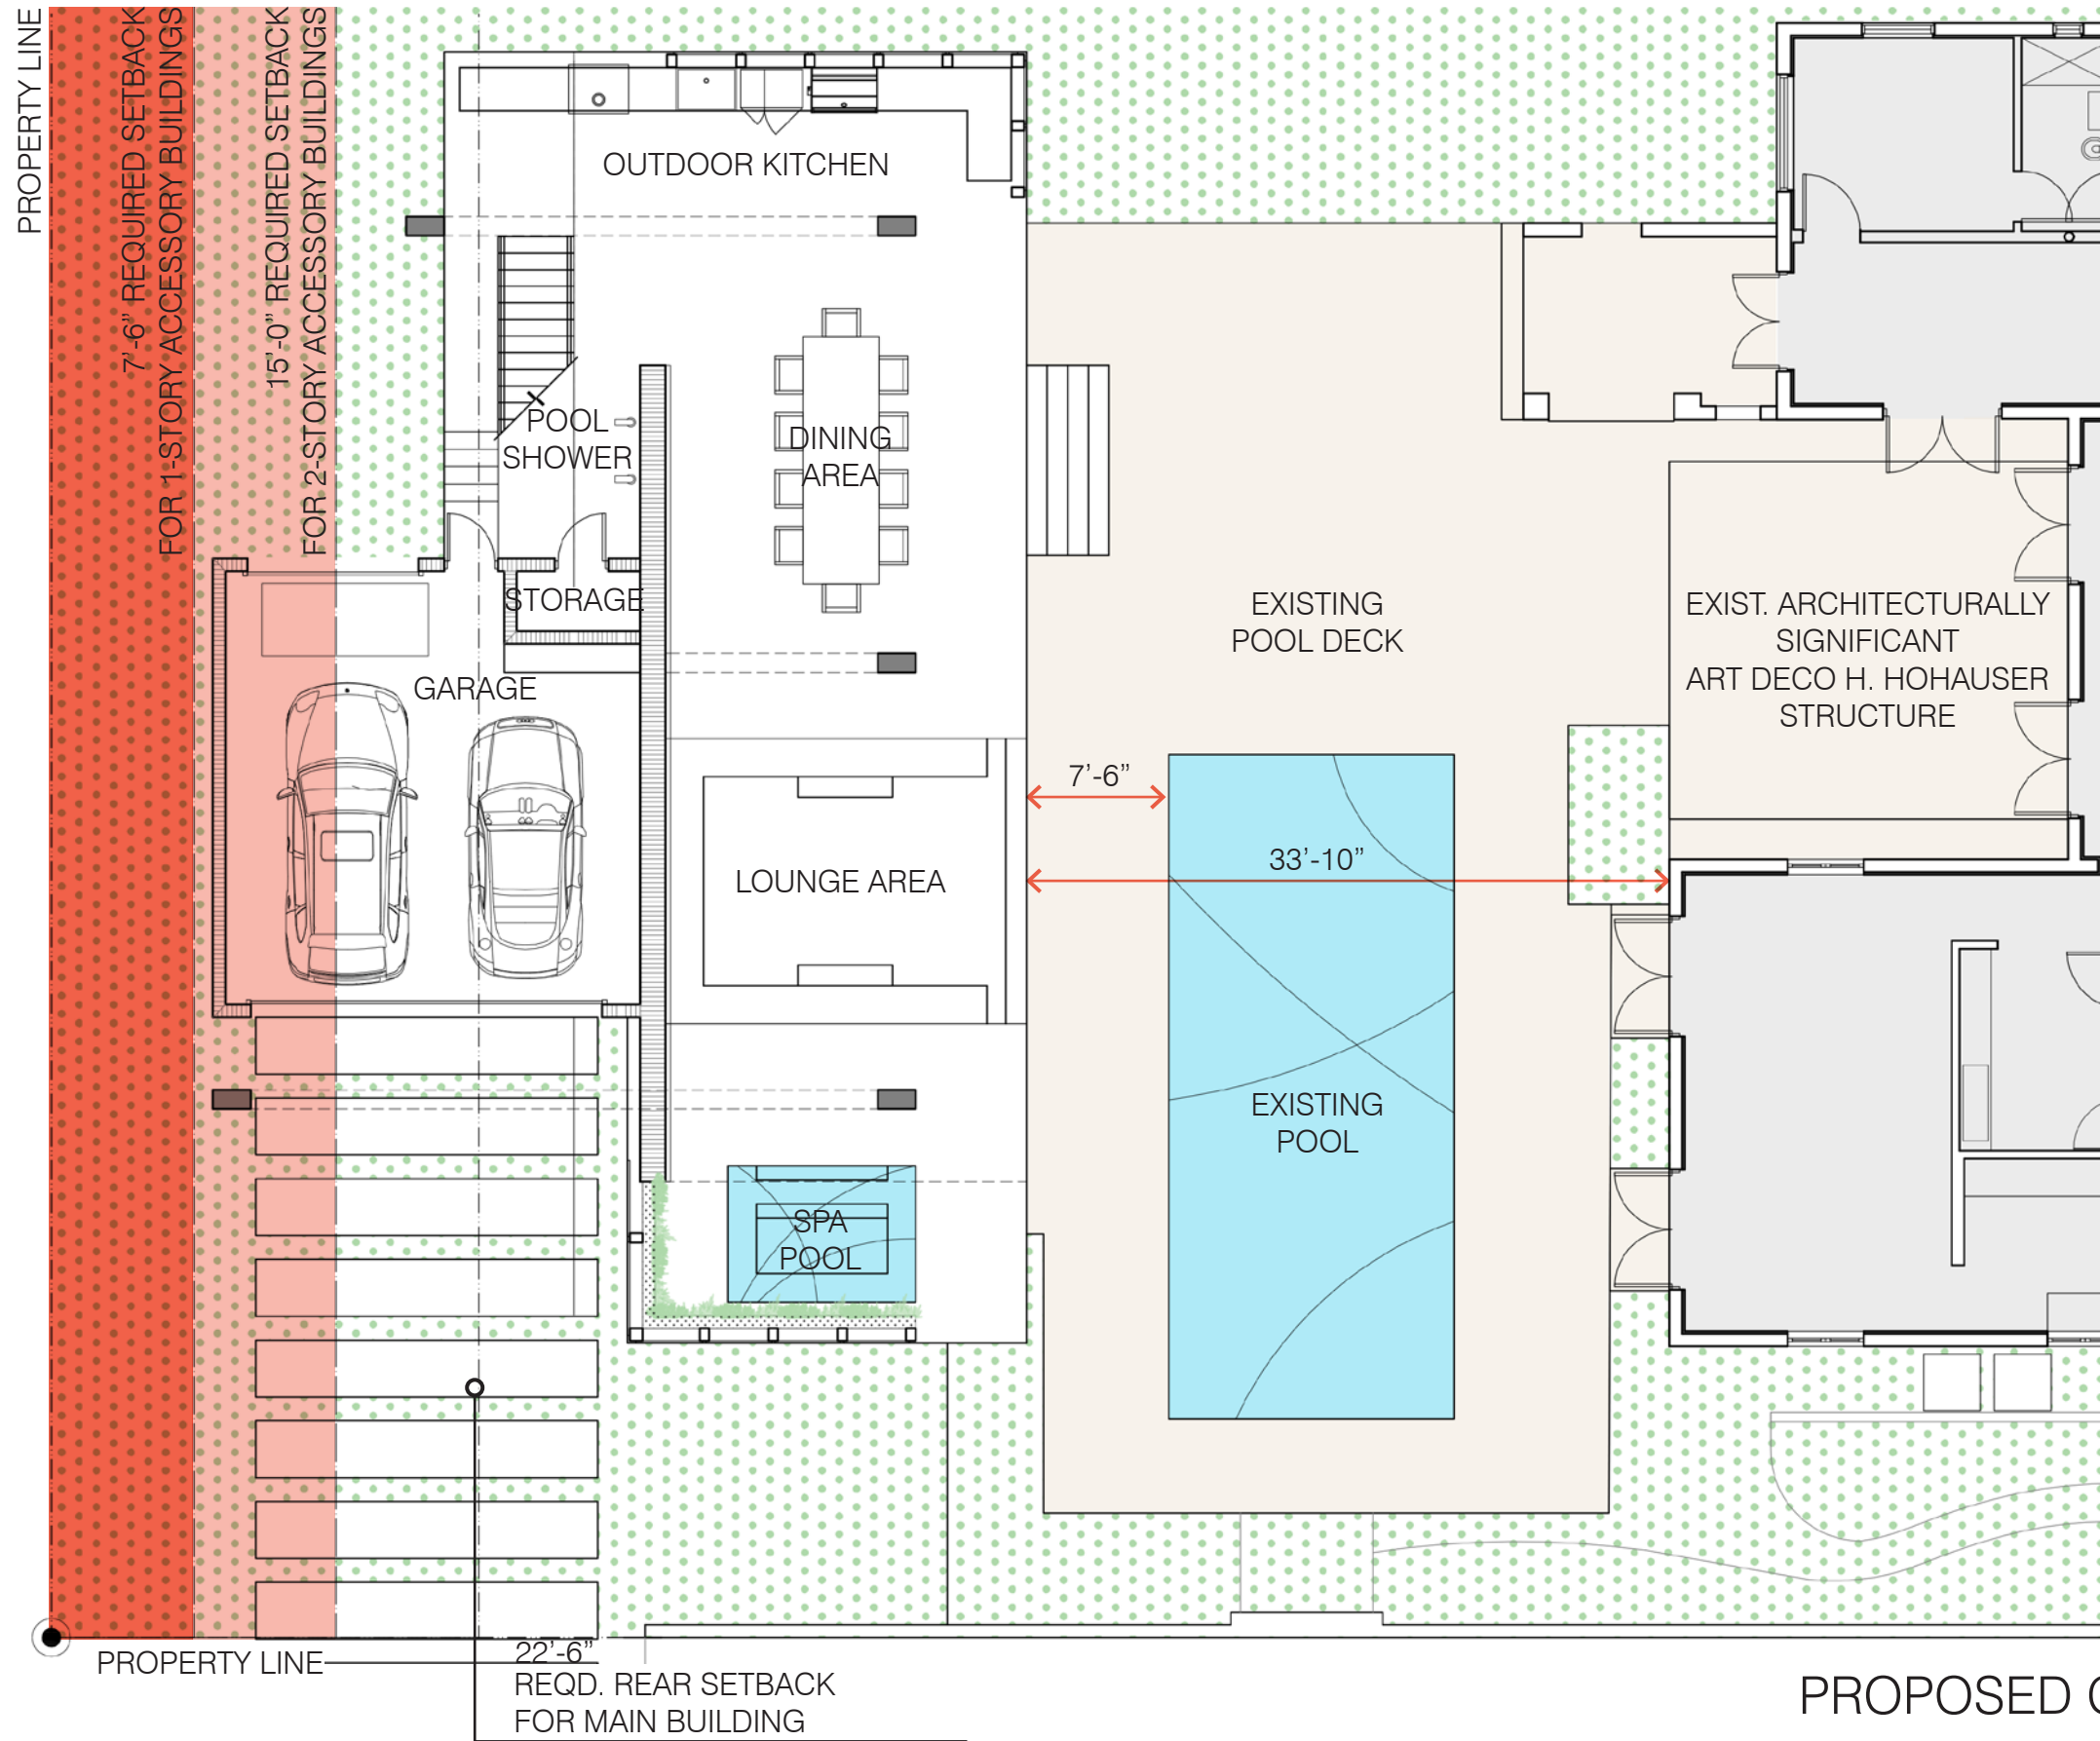 PROPERTY LINE
7'-6" REQUIRED SETBACK
FOR 1-STORY ACCESSORY BUILDINGS
15'-0" REQUIRED SETBACK
FOR 2-STORY ACCESSORY BUILDINGS
OUTDOOR KITCHEN
POOL
SHOWER
DINING
AREA
STORAGE
GARAGE
EXISTING
POOL DECK
EXIST. ARCHITECTURALLY
SIGNIFICANT
ART DECO H. HOHAUSER
STRUCTURE
7'-6"
33'-10"
LOUNGE AREA
EXISTING
POOL
SPA
POOL
PROPERTY LINE
22'-6"
REQD. REAR SETBACK
FOR MAIN BUILDING
PROPOSED